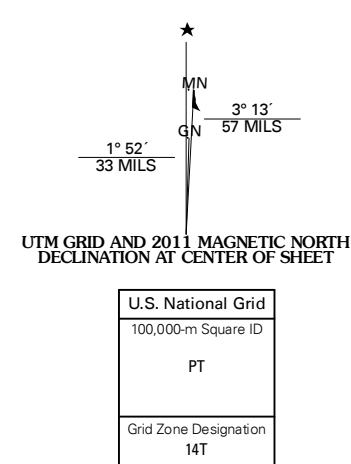 MN
3° 13´
57 MILS
GN
1° 52´
33 MILS
UTM GRID AND 2011 MAGNETIC NORTH
DECLINATION AT CENTER OF SHEET
U.S. National Grid
100,000-m Square ID
PT
Grid Zone Designation
14T